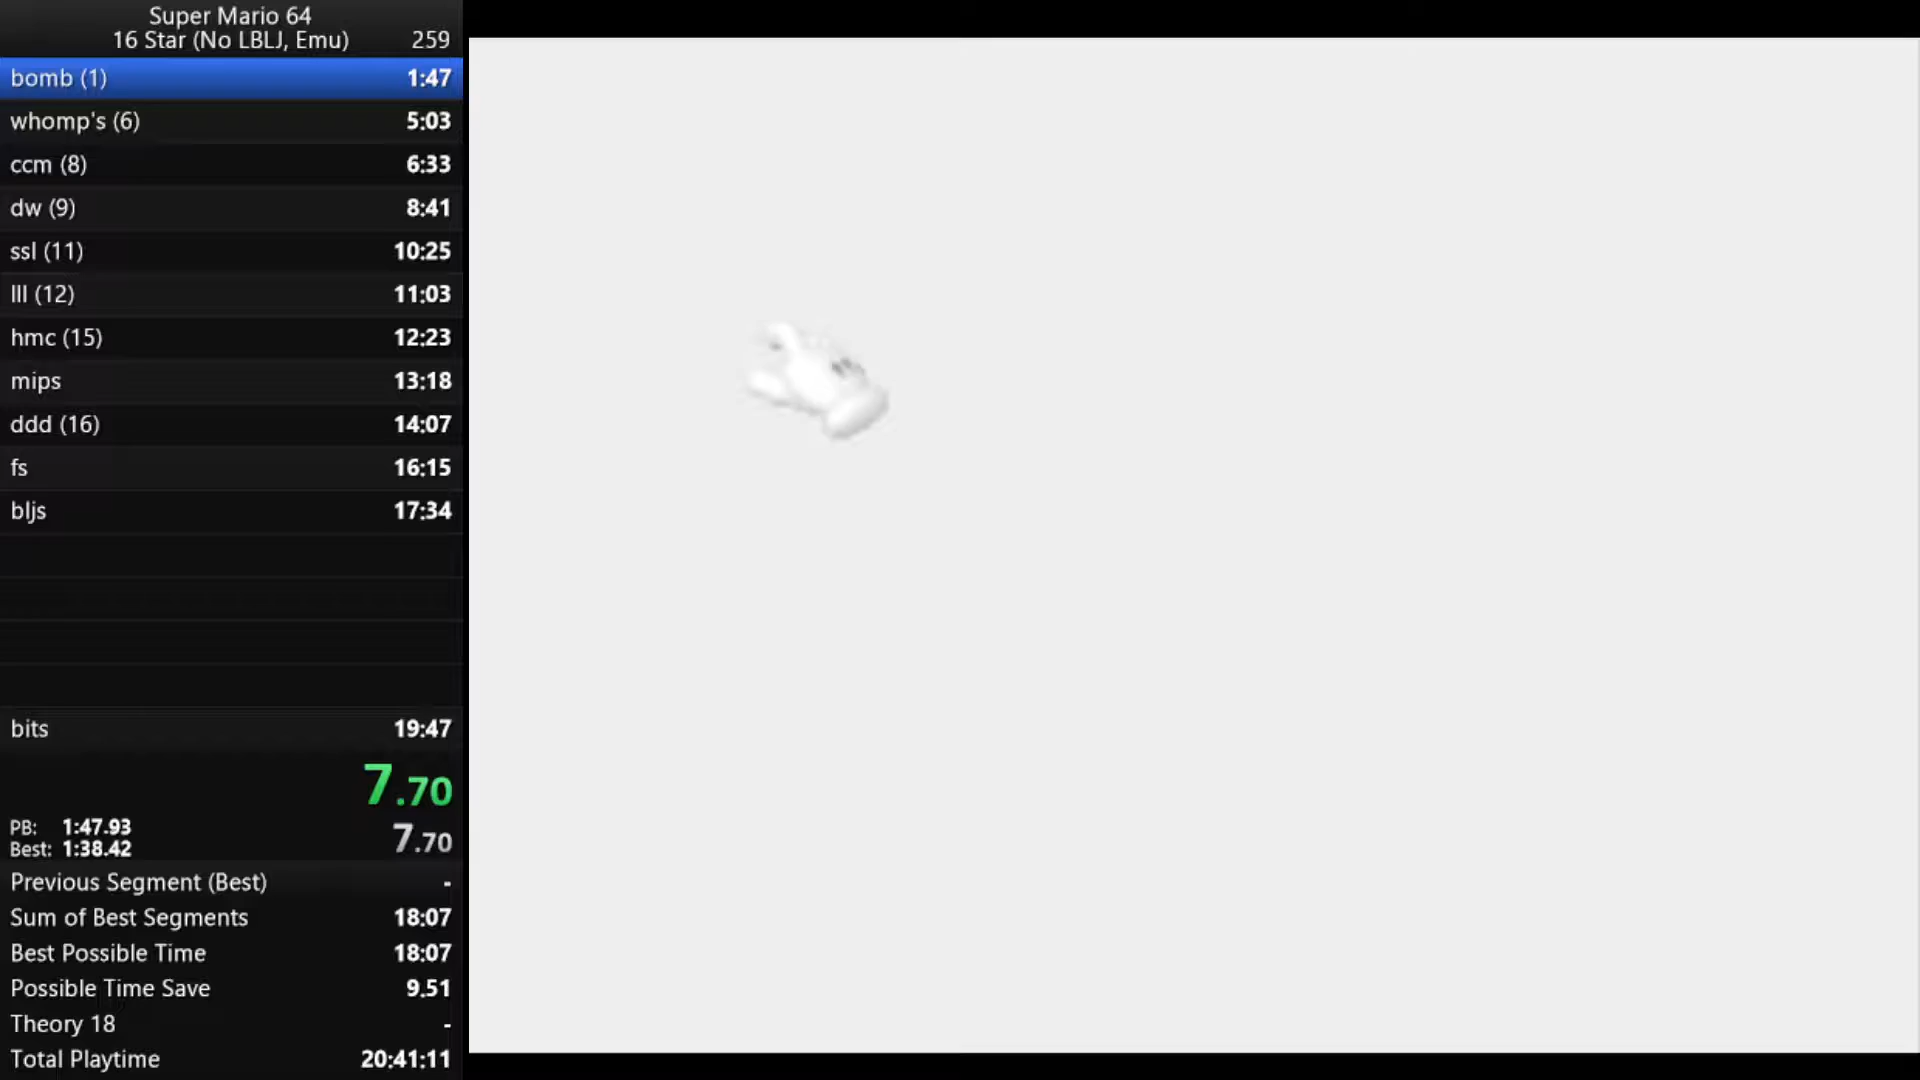 Super Mario 64
16 Star (No LBLJ, Emu) 259
bomb (1) 1:47
whomp's (6) 5:03
ccm (8) 6:33
dw (9) 8:41
ssl (11) 10:25
lll (12) 11:03
hmc (15) 12:23
mips 13:18
ddd (16) 14:07
fs 16:15
bljs 17:34
bits 19:47
7.70
PB: 1:47.93
Best: 1:38.42
7.70
Previous Segment (Best) -
Sum of Best Segments 18:07
Best Possible Time 18:07
Possible Time Save 9.51
Theory 18 -
Total Playtime 20:41:11